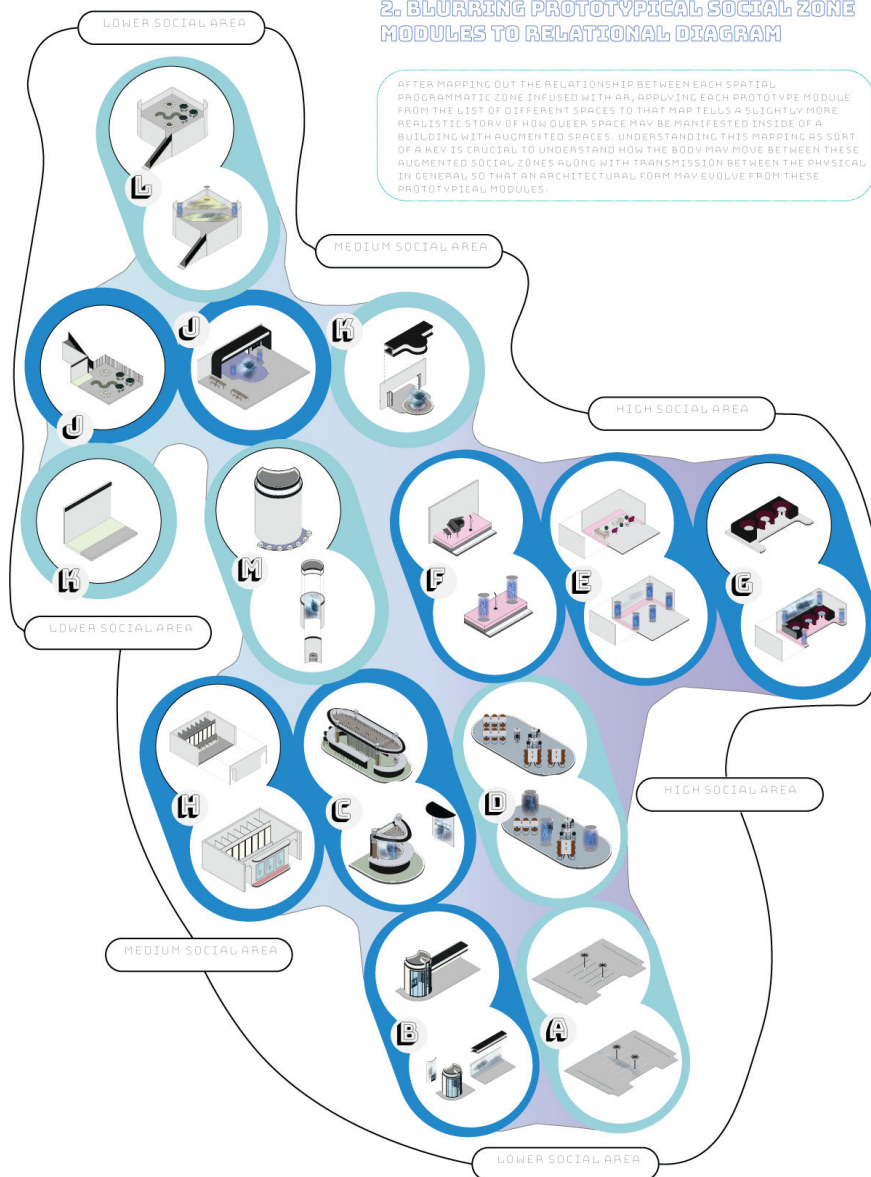 LOWER SOCIAL AREA
2. BLURRING PROTOTYPICAL SOCIAL ZONE
MODULES TO RELATIONAL DIAGRAM
AFTER MAPPING OUT THE RELATIONSHIP BETWEEN EACH SPATIAL
PROGRAMMATIC ZONE INFUSED WITH AR, APPLYING EACH PROTOTYPE MODULE
FROM THE LIST OF DIFFERENT SPACES TO THAT MAP TELLS A SLIGHTLY MORE
REALISTIC STORY OF HOW QUEER SPACE MAY BE MANIFESTED INSIDE OF A
BUILDING WITH AUGMENTED SPACES. UNDERSTANDING THIS MAPPING AS SORT
OF A KEY IS CRUCIAL TO UNDERSTAND HOW THE BODY MAY MOVE BETWEEN THESE
AUGMENTED SOCIAL ZONES ALONG WITH TRANSMISSION BETWEEN THE PHYSICAL
IN GENERAL SO THAT AN ARCHITECTURAL FORM MAY EVOLVE FROM THESE
PROTOTYPICAL MODULES.
L
MEDIUM SOCIAL AREA
J
K
J
HIGH SOCIAL AREA
K
M
F
E
G
LOWER SOCIAL AREA
H
C
D
HIGH SOCIAL AREA
MEDIUM SOCIAL AREA
B
A
LOWER SOCIAL AREA